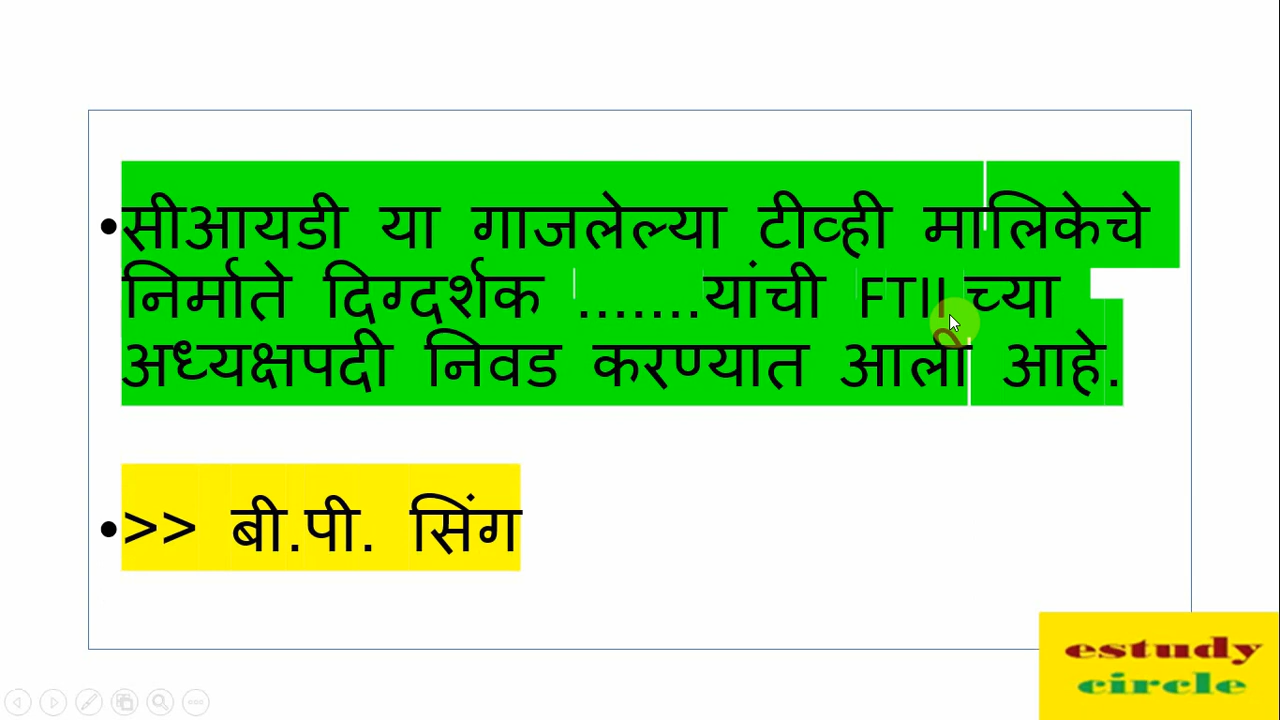 •सीआयडी या गाजलेल्या टीव्ही मालिकेचे
निर्माते दिग्दर्शक .......यांची FTII च्या
अध्यक्षपदी निवड करण्यात आली आहे.
•>> बी.पी. सिंग
estudy
circle